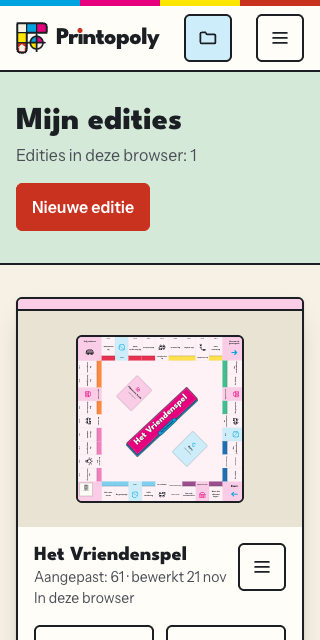 Printopoly
Mijn edities
Edities in deze browser: 1
Nieuwe editie
Het Vriendenspel
Het Vriendenspel
Aangepast: 61 · bewerkt 21 nov
In deze browser